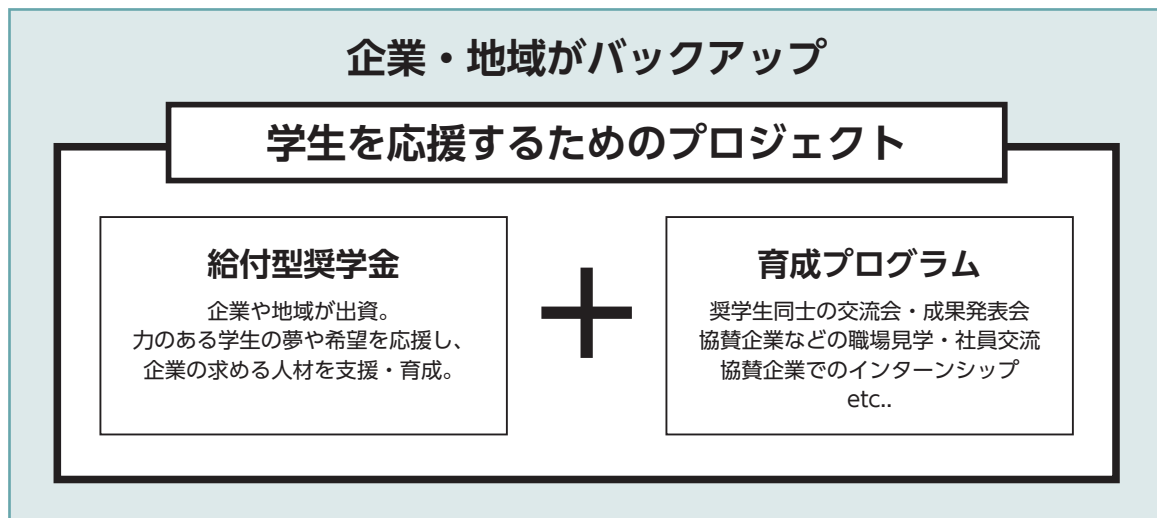 企業・地域がバックアップ
学生を応援するためのプロジェクト
給付型奨学金
企業や地域が出資。
力のある学生の夢や希望を応援し、
企業の求める人材を支援・育成。
+
育成プログラム
奨学生同士の交流会・成果発表会
協賛企業などの職場見学・社員交流
協賛企業でのインターンシップ
etc..